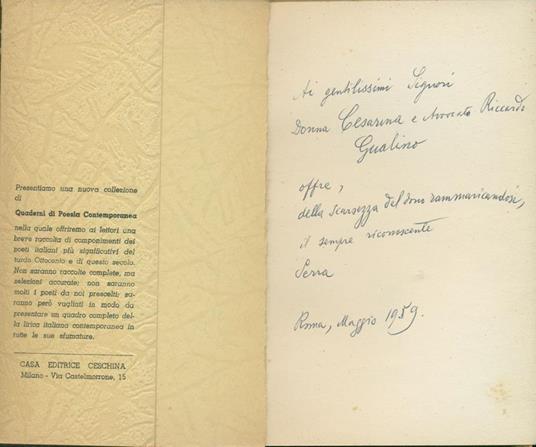 Presentiamo una nuova collezione
di
Quaderni di Poesia Contemporanea
nella quale offriremo ai lettori una
breve raccolta di componimenti dei
poeti italiani più significativi del
tardo Ottocento e di questo secolo.
Non saranno raccolte complete, ma
selezioni accurate; non saranno
molti i poeti da noi prescelti; sa-
ranno però vagliati in modo da
presentare un quadro completo del-
la lirica italiana contemporanea in
tutte le sue sfumature.
CASA EDITRICE CESCHINA
Milano - Via Castelmorrone, 15
Ai gentilissimi Signori
Donna Cesarina e Avvocato Riccardo
Gualino
offre,
della scarsezza del dono rammaricandosi,
il sempre riconoscente
Serra
Roma, Maggio 1959.